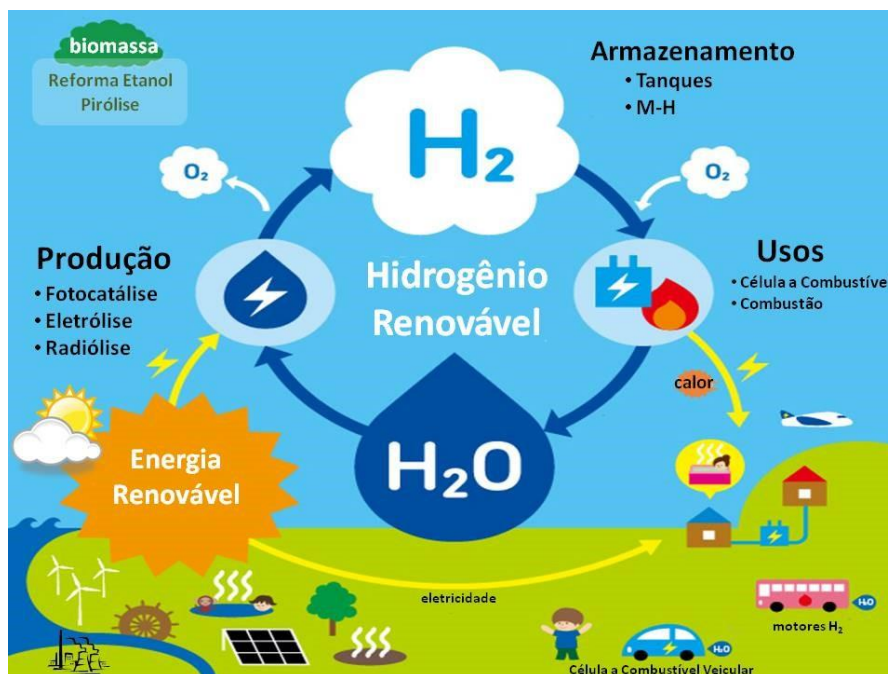 biomassa
Reforma Etanol
Pirólise
Armazenamento
• Tanques
• M-H
H₂
O₂
O₂
Produção
• Fotocatálise
• Eletrólise
• Radiólise
Hidrogênio
Renovável
Usos
• Célula a Combustíve
• Combustão
calor
Energia
Renovável
H₂O
eletricidade
H₂O
motores H₂
H₂O
Célula a Combustível Veicular